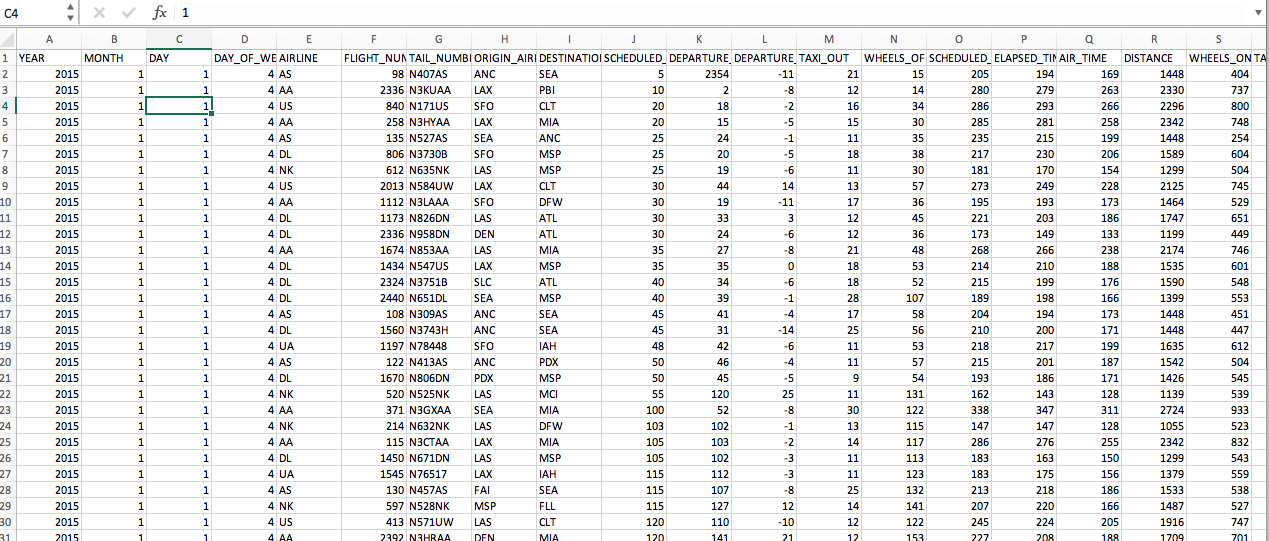 C4 fx 1
A B C D E F G H I J K L M N O P Q R S
1 YEAR MONTH DAY DAY_OF_WE AIRLINE FLIGHT_NUM TAIL_NUMBI ORIGIN_AIRI DESTINATIOI SCHEDULED_ DEPARTURE_ DEPARTURE_ TAXI_OUT WHEELS_OF SCHEDULED_ ELAPSED_TII AIR_TIME DISTANCE WHEELS_ON TA
2 2015 1 1 4 AS 98 N407AS ANC SEA 5 2354 -11 21 15 205 194 169 1448 404
3 2015 1 1 4 AA 2336 N3KUAA LAX PBI 10 2 -8 12 14 280 279 263 2330 737
4 2015 1 1 4 US 840 N171US SFO CLT 20 18 -2 16 34 286 293 266 2296 800
5 2015 1 1 4 AA 258 N3HYAA LAX MIA 20 15 -5 15 30 285 281 258 2342 748
6 2015 1 1 4 AS 135 N527AS SEA ANC 25 24 -1 11 35 235 215 199 1448 254
7 2015 1 1 4 DL 806 N3730B SFO MSP 25 20 -5 18 38 217 230 206 1589 604
8 2015 1 1 4 NK 612 N635NK LAS MSP 25 19 -6 11 30 181 170 154 1299 504
9 2015 1 1 4 US 2013 N584UW LAX CLT 30 44 14 13 57 273 249 228 2125 745
10 2015 1 1 4 AA 1112 N3LAAA SFO DFW 30 19 -11 17 36 195 193 173 1464 529
11 2015 1 1 4 DL 1173 N826DN LAS ATL 30 33 3 12 45 221 203 186 1747 651
12 2015 1 1 4 DL 2336 N958DN DEN ATL 30 24 -6 12 36 173 149 133 1199 449
13 2015 1 1 4 AA 1674 N853AA LAS MIA 35 27 -8 21 48 268 266 238 2174 746
14 2015 1 1 4 DL 1434 N547US LAX MSP 35 35 0 18 53 214 210 188 1535 601
15 2015 1 1 4 DL 2324 N3751B SLC ATL 40 34 -6 18 52 215 199 176 1590 548
16 2015 1 1 4 DL 2440 N651DL SEA MSP 40 39 -1 28 107 189 198 166 1399 553
17 2015 1 1 4 AS 108 N309AS ANC SEA 45 41 -4 17 58 204 194 173 1448 451
18 2015 1 1 4 DL 1560 N3743H ANC SEA 45 31 -14 25 56 210 200 171 1448 447
19 2015 1 1 4 UA 1197 N78448 SFO IAH 48 42 -6 11 53 218 217 199 1635 612
20 2015 1 1 4 AS 122 N413AS ANC PDX 50 46 -4 11 57 215 201 187 1542 504
21 2015 1 1 4 DL 1670 N806DN PDX MSP 50 45 -5 9 54 193 186 171 1426 545
22 2015 1 1 4 NK 520 N525NK LAS MCI 55 120 25 11 131 162 143 128 1139 539
23 2015 1 1 4 AA 371 N3GXAA SEA MIA 100 52 -8 30 122 338 347 311 2724 933
24 2015 1 1 4 NK 214 N632NK LAS DFW 103 102 -1 13 115 147 147 128 1055 523
25 2015 1 1 4 AA 115 N3CTAA LAX MIA 105 103 -2 14 117 286 276 255 2342 832
26 2015 1 1 4 DL 1450 N671DN LAS MSP 105 102 -3 11 113 183 163 150 1299 543
27 2015 1 1 4 UA 1545 N76517 LAX IAH 115 112 -3 11 123 183 175 156 1379 559
28 2015 1 1 4 AS 130 N457AS FAI SEA 115 107 -8 25 132 213 218 186 1533 538
29 2015 1 1 4 NK 597 N528NK MSP FLL 115 127 12 14 141 207 220 166 1487 527
30 2015 1 1 4 US 413 N571UW LAS CLT 120 110 -10 12 122 245 224 205 1916 747
31 2015 1 1 4 AA 2392 N3HRAA DEN MIA 120 141 21 12 153 227 208 188 1709 701